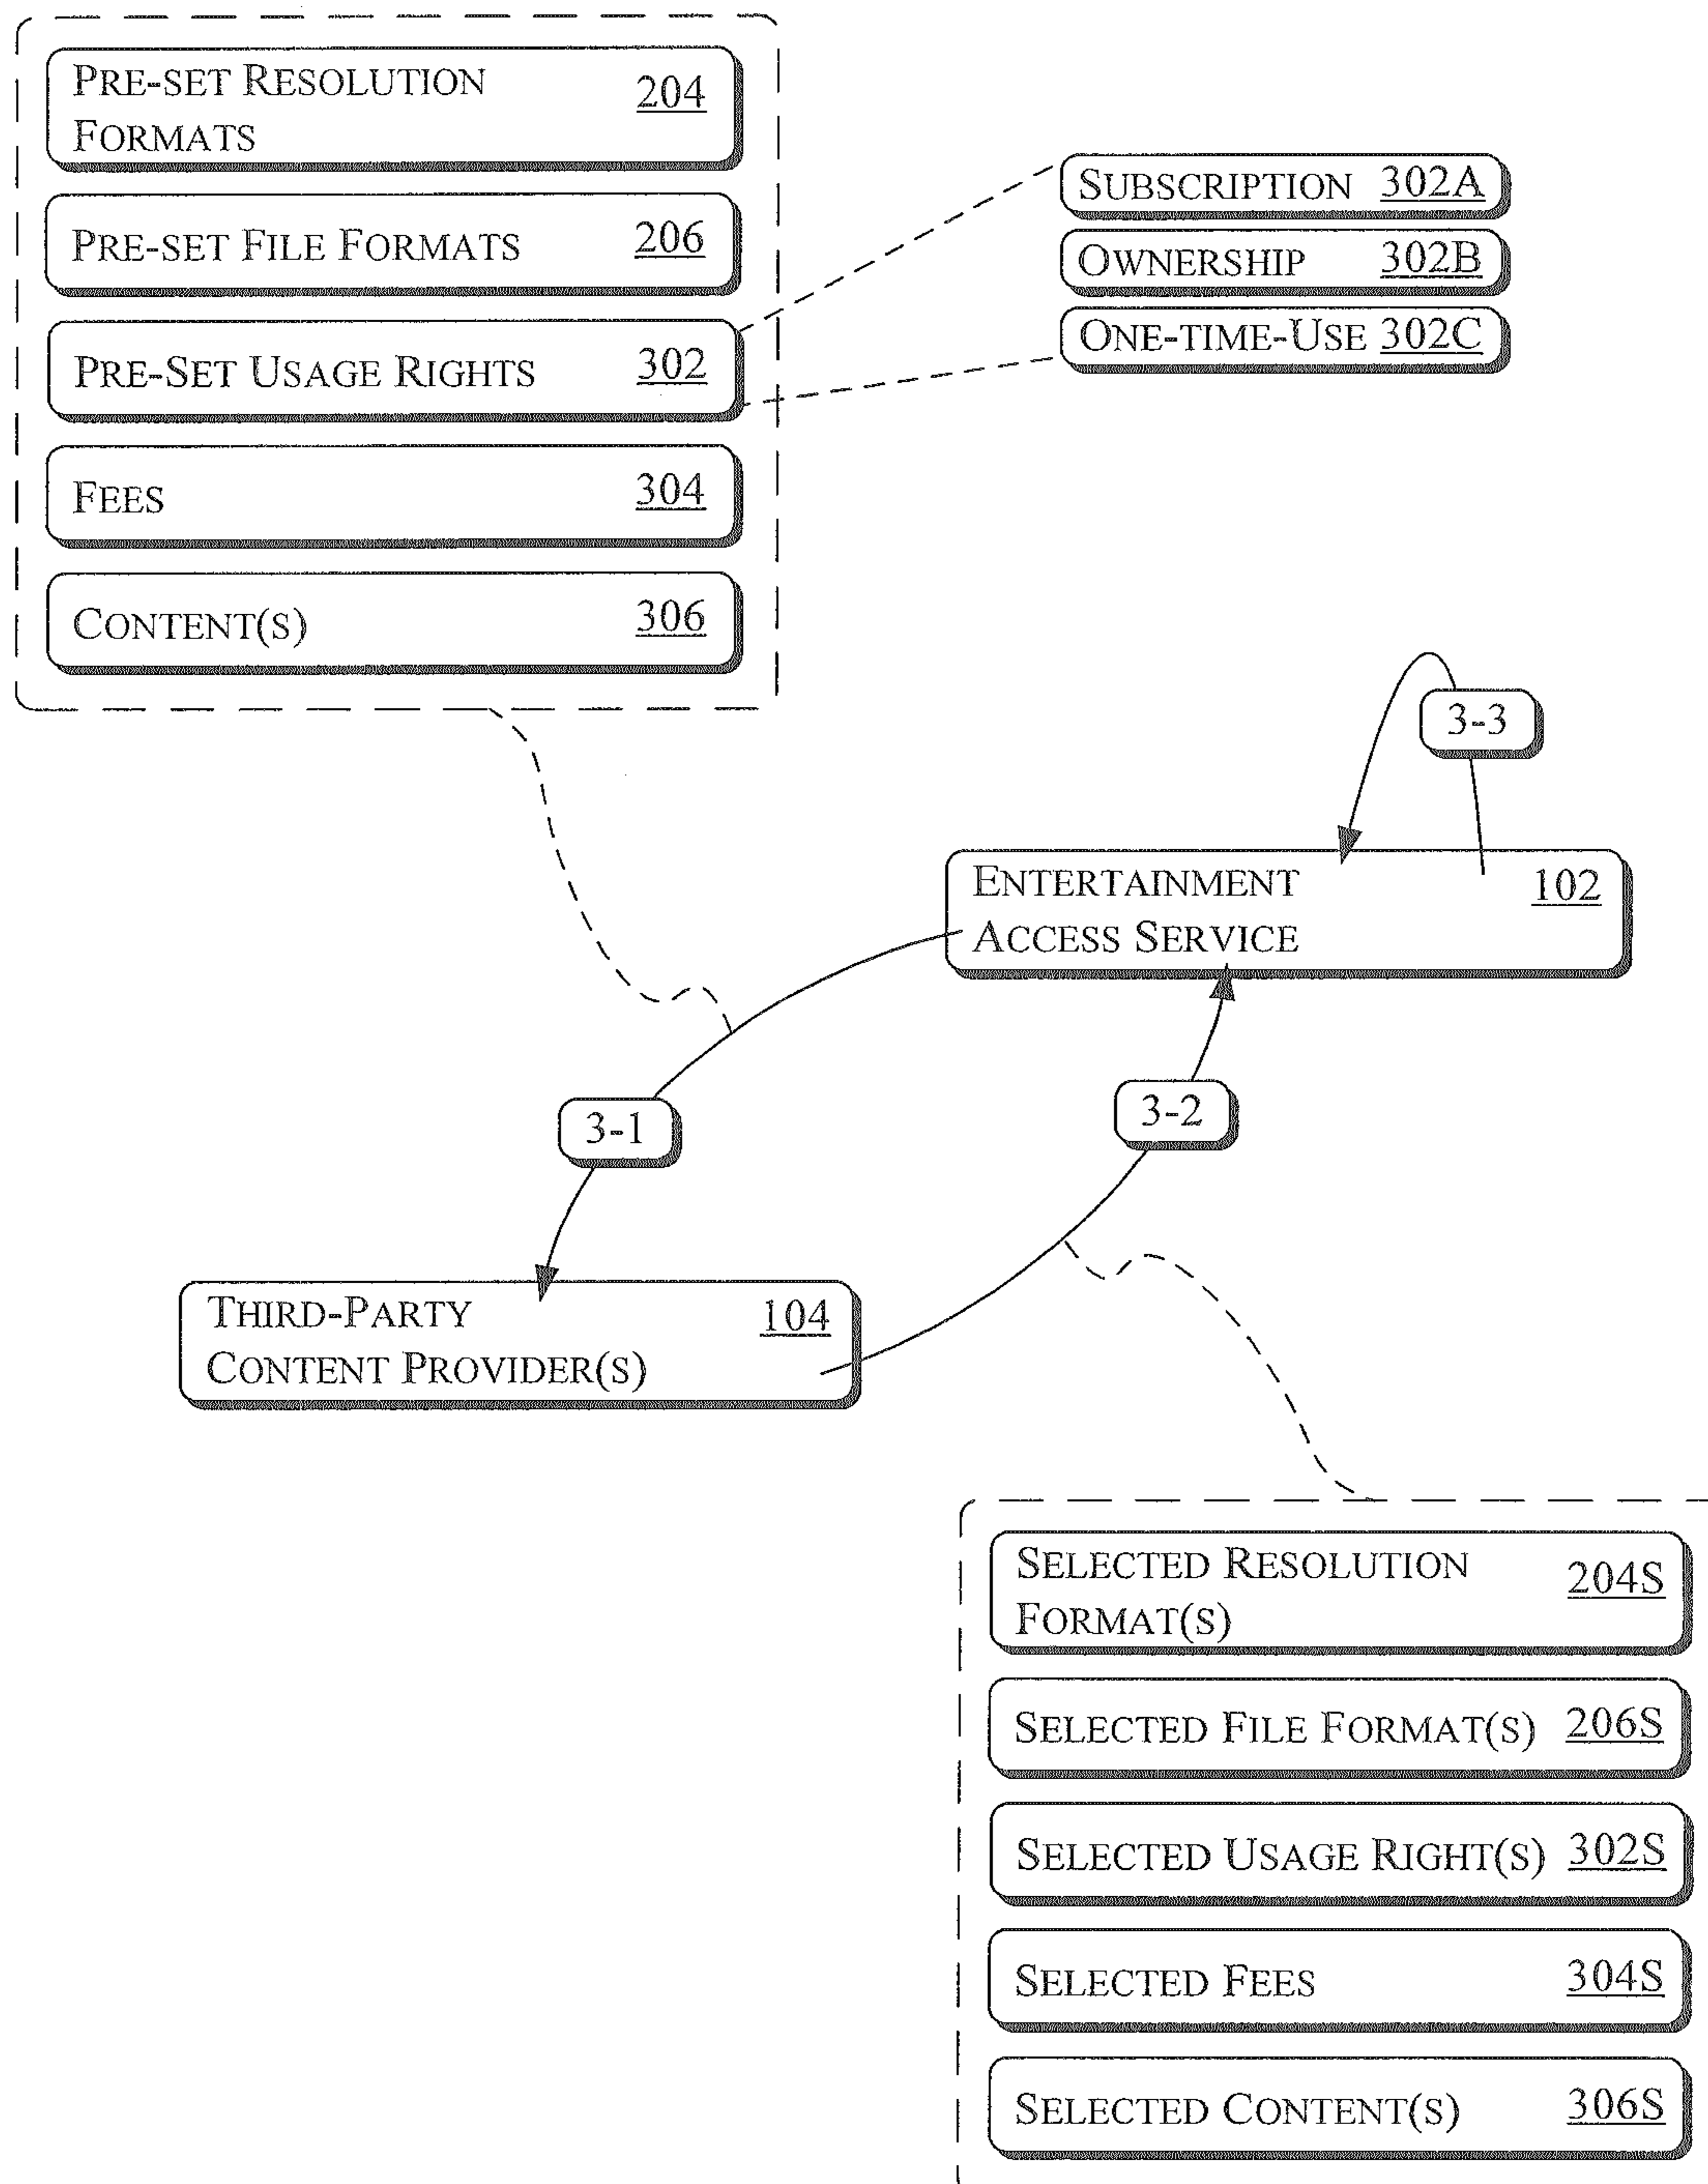 PRE-SET RESOLUTION 204
FORMATS
PRE-SET FILE FORMATS 206
PRE-SET USAGE RIGHTS 302
FEES 304
CONTENT(S) 306
SUBSCRIPTION 302A
OWNERSHIP 302B
ONE-TIME-USE 302C
3-3
ENTERTAINMENT 102
ACCESS SERVICE
3-1
3-2
THIRD-PARTY 104
CONTENT PROVIDER(S)
SELECTED RESOLUTION 204S
FORMAT(S)
SELECTED FILE FORMAT(S) 206S
SELECTED USAGE RIGHT(S) 302S
SELECTED FEES 304S
SELECTED CONTENT(S) 306S